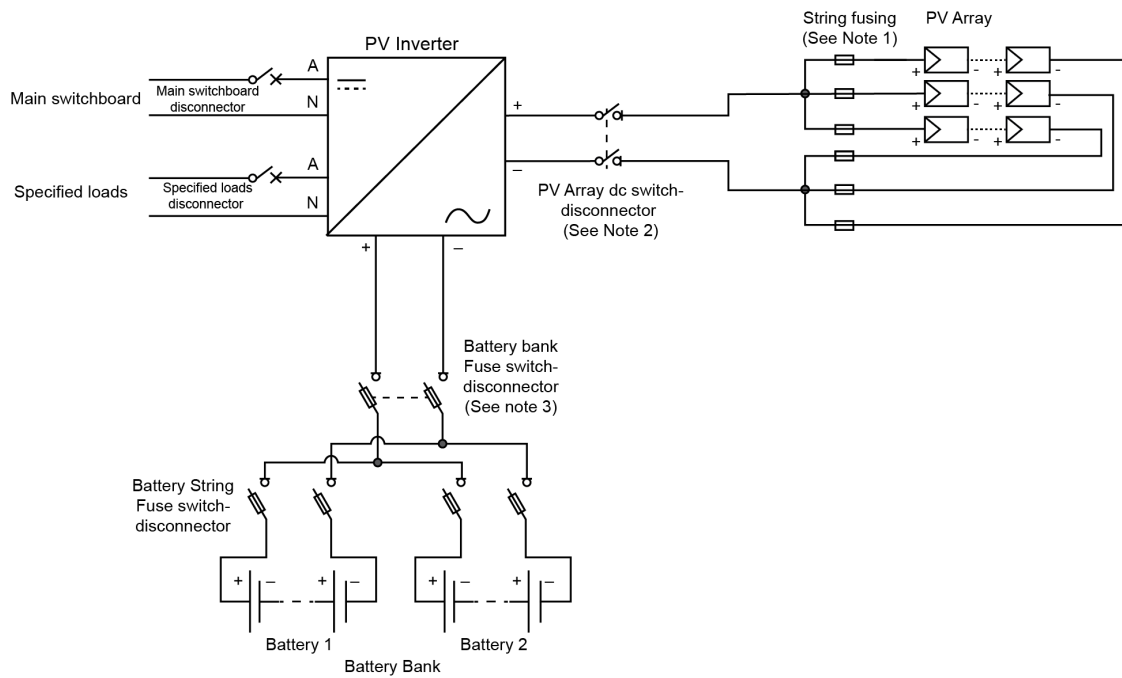 String fusing
(See Note 1)
PV Array
PV Inverter
A
N
Main switchboard
Main switchboard
disconnector
+
–
+ - + -
+ - + -
+ - + -
A
N
Specified loads
Specified loads
disconnector
PV Array dc switch-
disconnector
(See Note 2)
+ –
Battery bank
Fuse switch-
disconnector
(See note 3)
Battery String
Fuse switch-
disconnector
+ – + – + – + –
Battery 1
Battery 2
Battery Bank